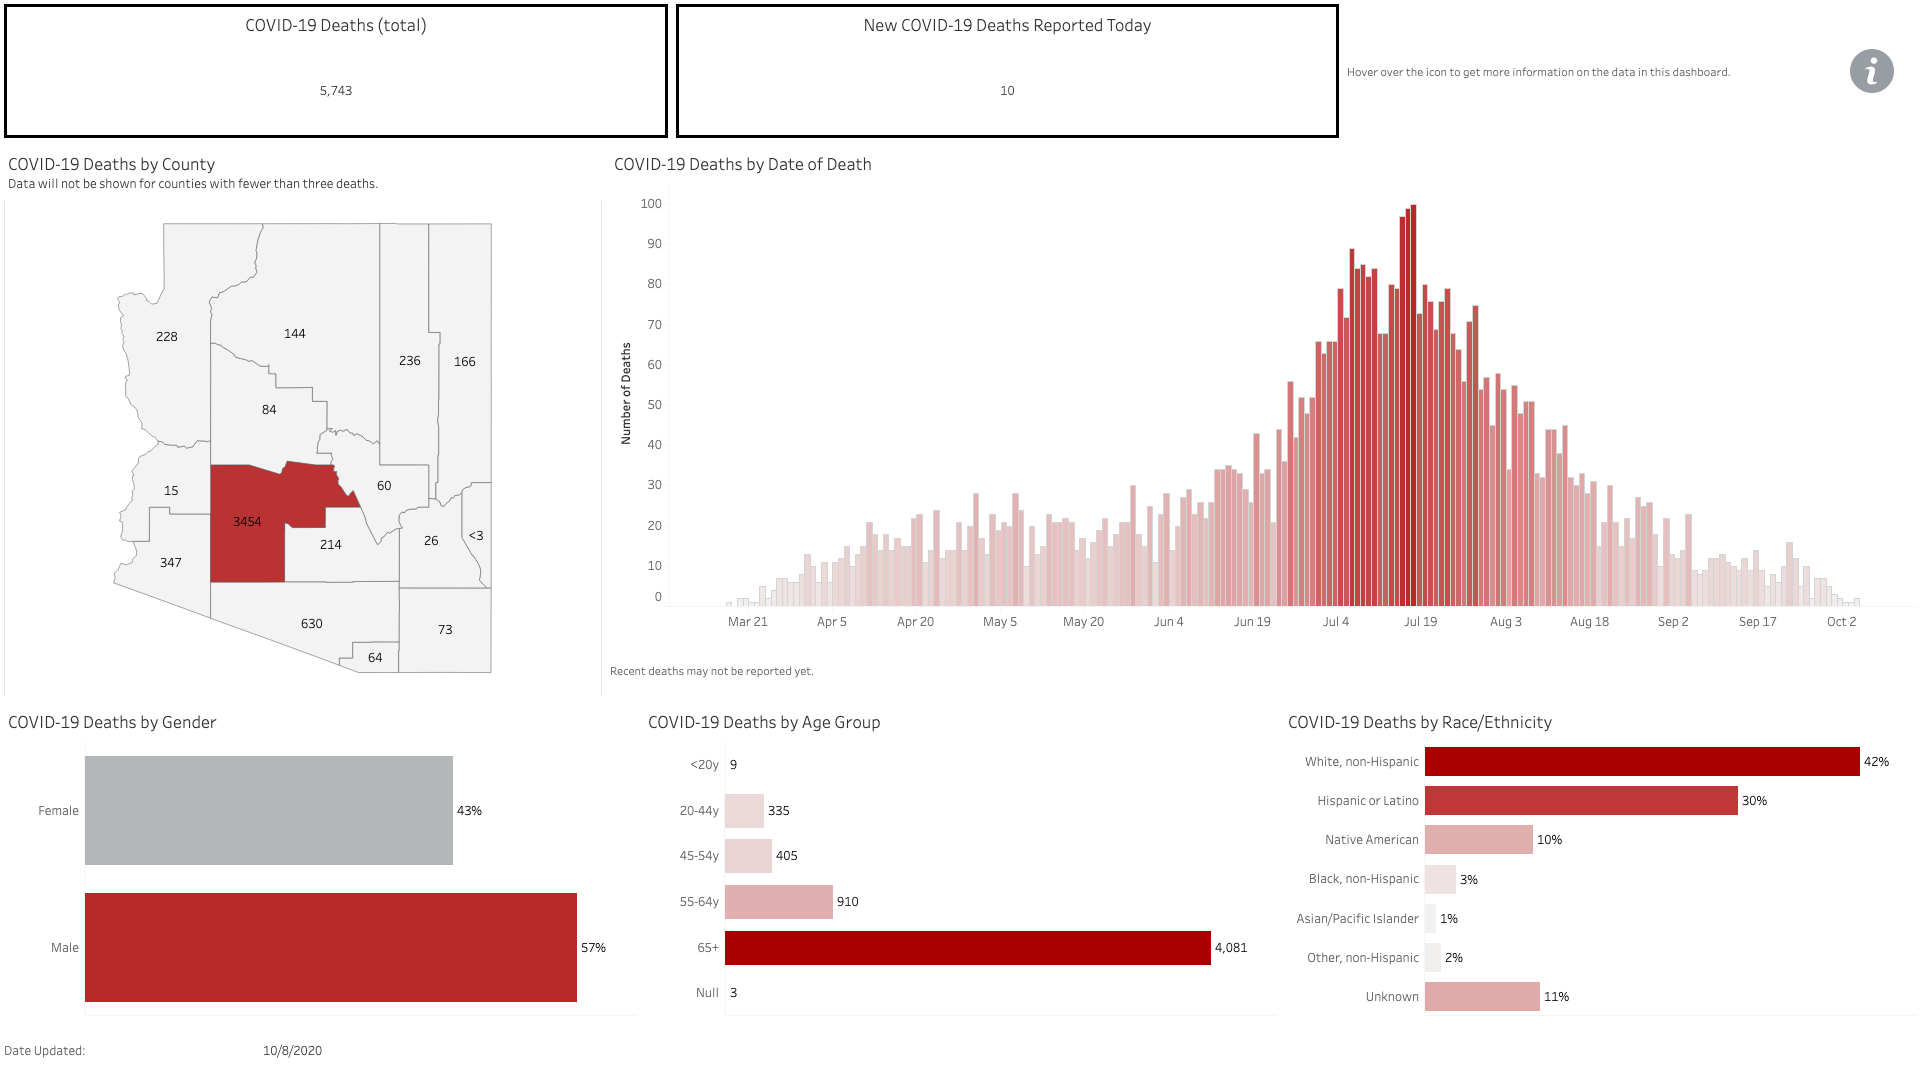 COVID-19 Deaths (total)
5,743
New COVID-19 Deaths Reported Today
10
Hover over the icon to get more information on the data in this dashboard.
i
COVID-19 Deaths by County
Data will not be shown for counties with fewer than three deaths.
228
144
236
166
84
15
60
3454
347
214
26
<3
630
73
64
COVID-19 Deaths by Date of Death
Number of Deaths
100
90
80
70
60
50
40
30
20
10
0
Mar 21
Apr 5
Apr 20
May 5
May 20
Jun 4
Jun 19
Jul 4
Jul 19
Aug 3
Aug 18
Sep 2
Sep 17
Oct 2
Recent deaths may not be reported yet.
COVID-19 Deaths by Gender
Female 43%
Male 57%
COVID-19 Deaths by Age Group
<20y 9
20-44y 335
45-54y 405
55-64y 910
65+ 4,081
Null 3
COVID-19 Deaths by Race/Ethnicity
White, non-Hispanic 42%
Hispanic or Latino 30%
Native American 10%
Black, non-Hispanic 3%
Asian/Pacific Islander 1%
Other, non-Hispanic 2%
Unknown 11%
Date Updated: 10/8/2020